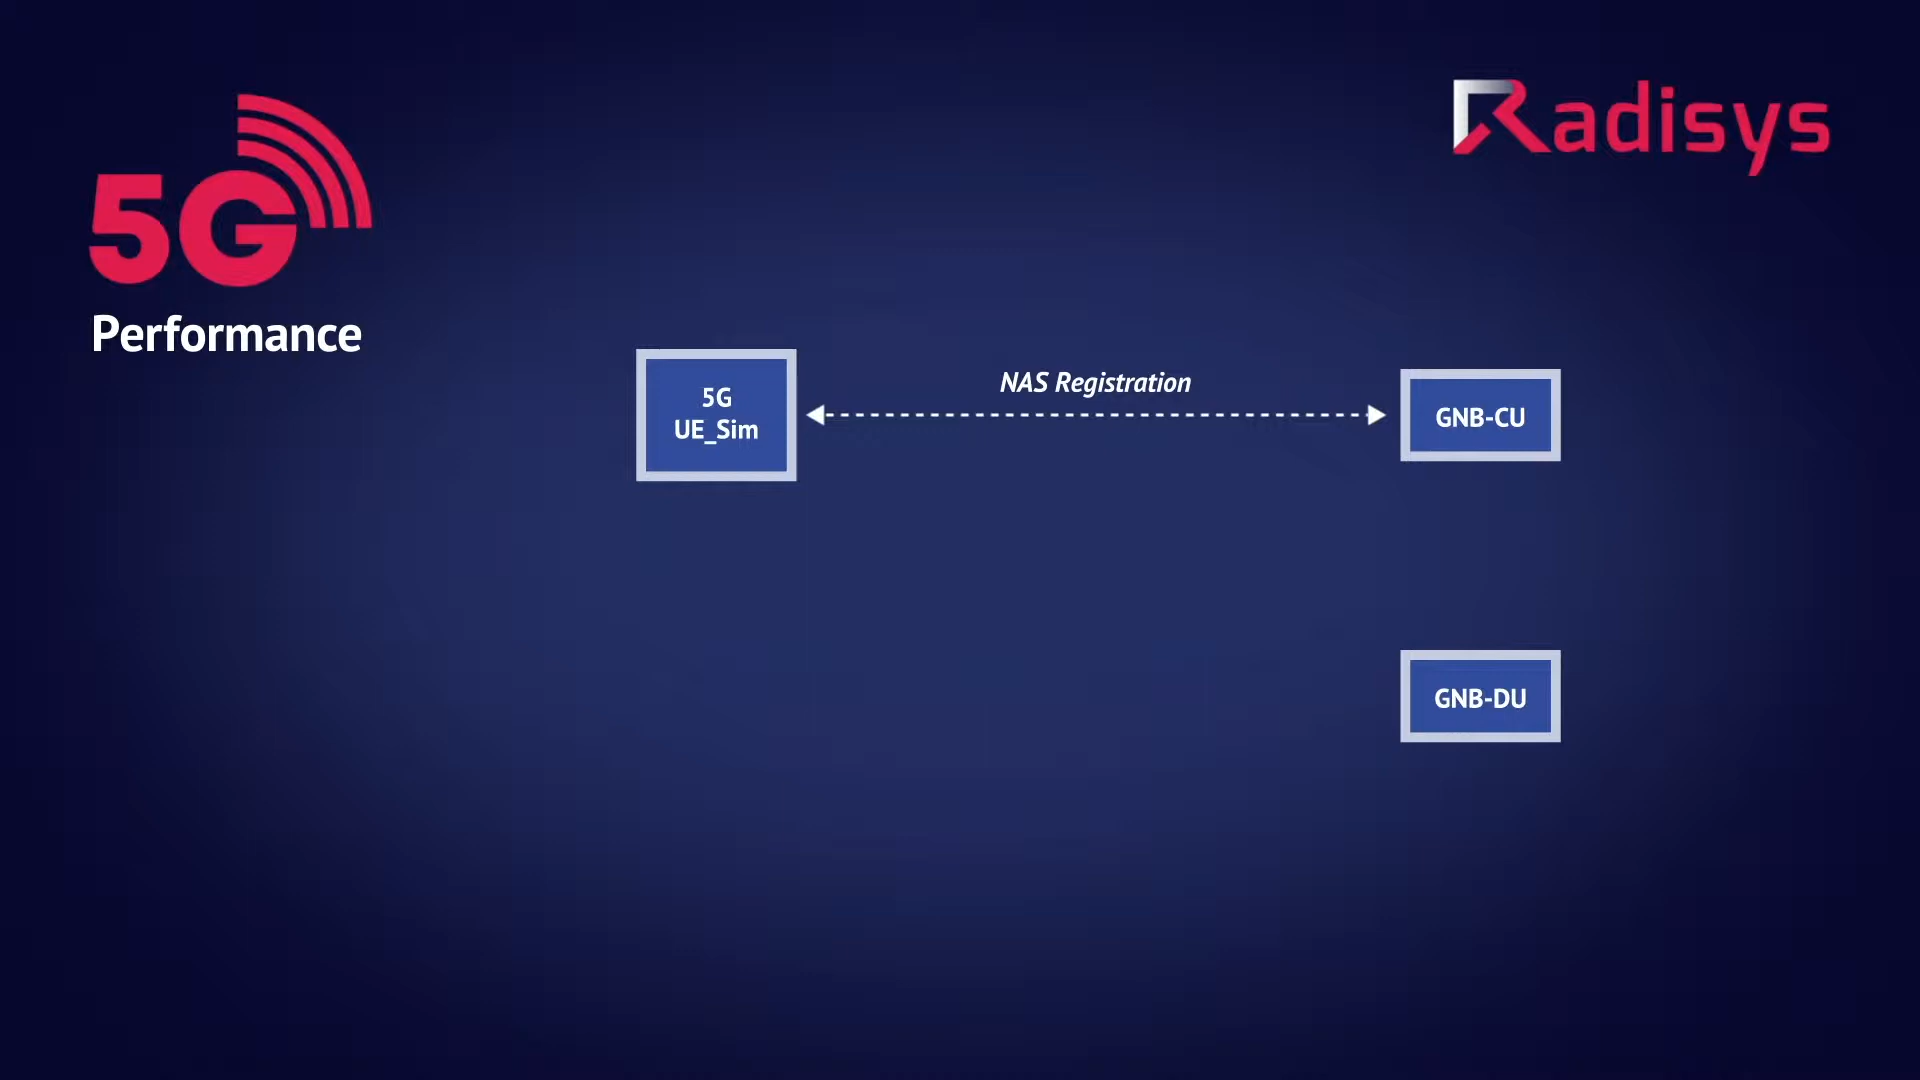 Radisys
5G
Performance
5G
UE_Sim
NAS Registration
GNB-CU
GNB-DU